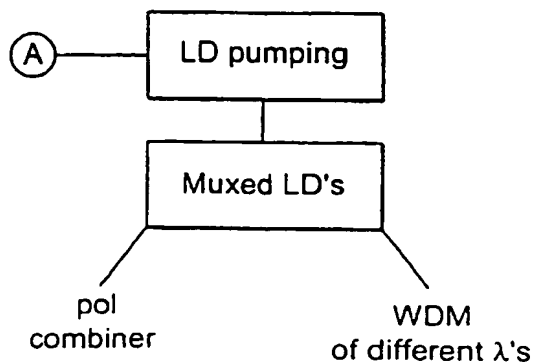 A
LD pumping
Muxed LD's
pol
combiner
WDM
of different λ's